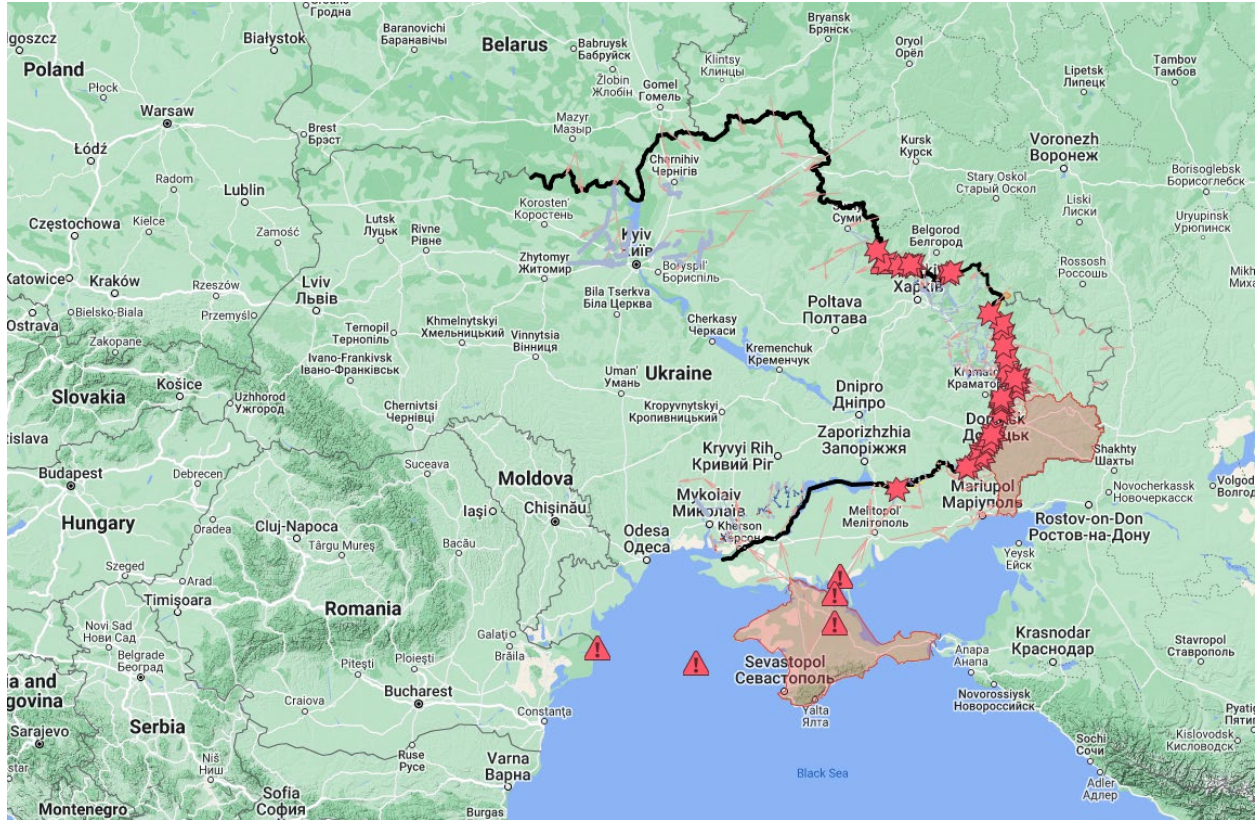 Гродна
Baranovichi
Баранавічы
Bryansk
Брянск
Białystok
Belarus
Babruysk
Бабруйск
Klintsy
Клинцы
Oryol
Орёл
Tambov
Тамбов
Poland
Żlobin
Жлобін
Gomel
Гомель
Lipetsk
Липецк
Płock
Warsaw
Mazyr
Мазыр
Brest
Брэст
Kursk
Курск
Voronezh
Воронеж
Łódź
Chernihiv
Чернігів
Stary Oskol
Старый Оскол
Borisoglebsk
Борисоглебск
Radom
Lublin
Korosten'
Коростень
Liski
Лиски
Częstochowa
Kielce
Zamość
Lutsk
Луцьк
Rivne
Рівне
Суми
Belgorod
Белгород
Uryupinsk
Урюпинск
Kyiv
Zhytomyr
Житомир
Boryspil'
Бориспіль
Rossosh
Россошь
Katowice
Kraków
Rzeszów
Lviv
Львів
Харків
Bila Tserkva
Біла Церква
Poltava
Полтава
Ostrava
Bielsko-Biala
Przemyśl
Ternopil
Тернопіль
Khmelnytskyi
Хмельницький
Vinnytsia
Вінниця
Cherkasy
Черкаси
Zakopane
Ivano-Frankivsk
Івано-Франківськ
Kremenchuk
Кременчук
Košice
Slovakia
Uzhhorod
Ужгород
Chernivtsi
Чернівці
Uman'
Умань
Ukraine
Dnipro
Дніпро
Kropyvnytskyi
Кропивницький
Zaporizhzhia
Запоріжжя
Kryvyi Rih
Кривий Ріг
Shakhty
Шахты
Budapest
Debrecen
Suceava
Moldova
Mariupol
Маріуполь
Novocherkassk
Новочеркасск
Hungary
Oradea
Cluj-Napoca
Iași
Chișinău
Mykolaiv
Миколаїв
Melitopol'
Мелітополь
Rostov-on-Don
Ростов-на-Дону
Târgu Mureș
Bacău
Odesa
Одеса
Kherson
Херсон
Yeysk
Ейск
Szeged
Arad
Timișoara
Romania
Novi Sad
Нови Сад
Galați
Brăila
Krasnodar
Краснодар
Stavropol
Ставрополь
Belgrade
Београд
Pitești
Ploiești
Sevastopol
Севастополь
Anapa
Анапа
Craiova
Bucharest
Constanța
Yalta
Ялта
Novorossiysk
Новороссийск
Serbia
Sarajevo
Ruse
Русе
Varna
Варна
Sochi
Сочи
Kislovodsk
Кисловодск
Niš
Ниш
Black Sea
Adler
Адлер
Montenegro
Sofia
София
Burgas